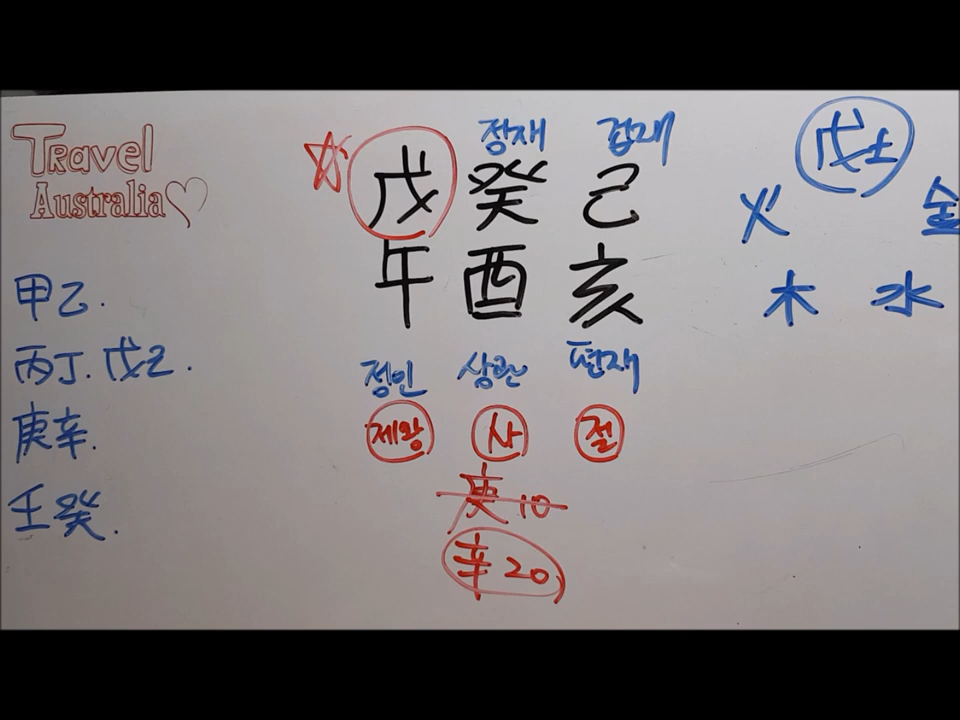 Travel
Australia
甲乙.
丙丁. 戊己.
庚辛.
壬癸.
정재 겁재
戊 癸 己
午 酉 亥
정인 상관 편재
제왕 사 절
庚 10
辛 20
戊土
火 金
木 水